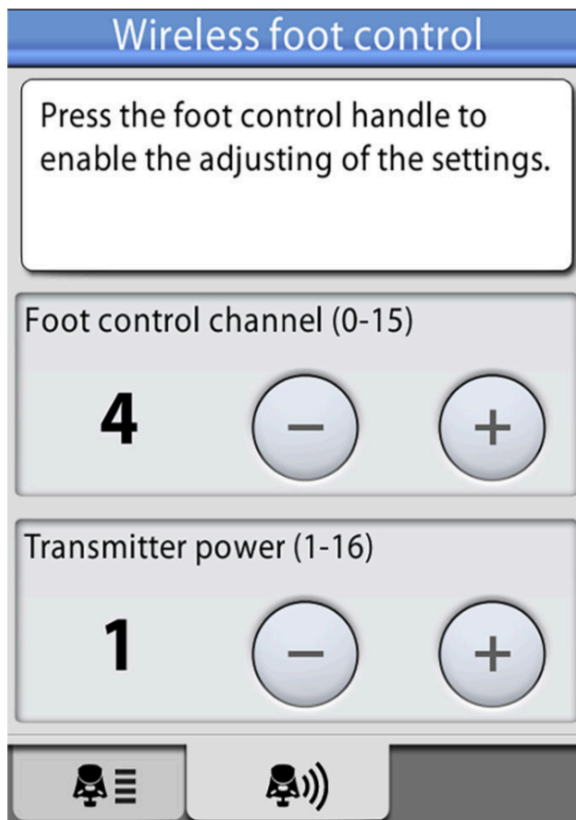 Wireless foot control
Press the foot control handle to
enable the adjusting of the settings.
Foot control channel (0-15)
4 − +
Transmitter power (1-16)
1 − +